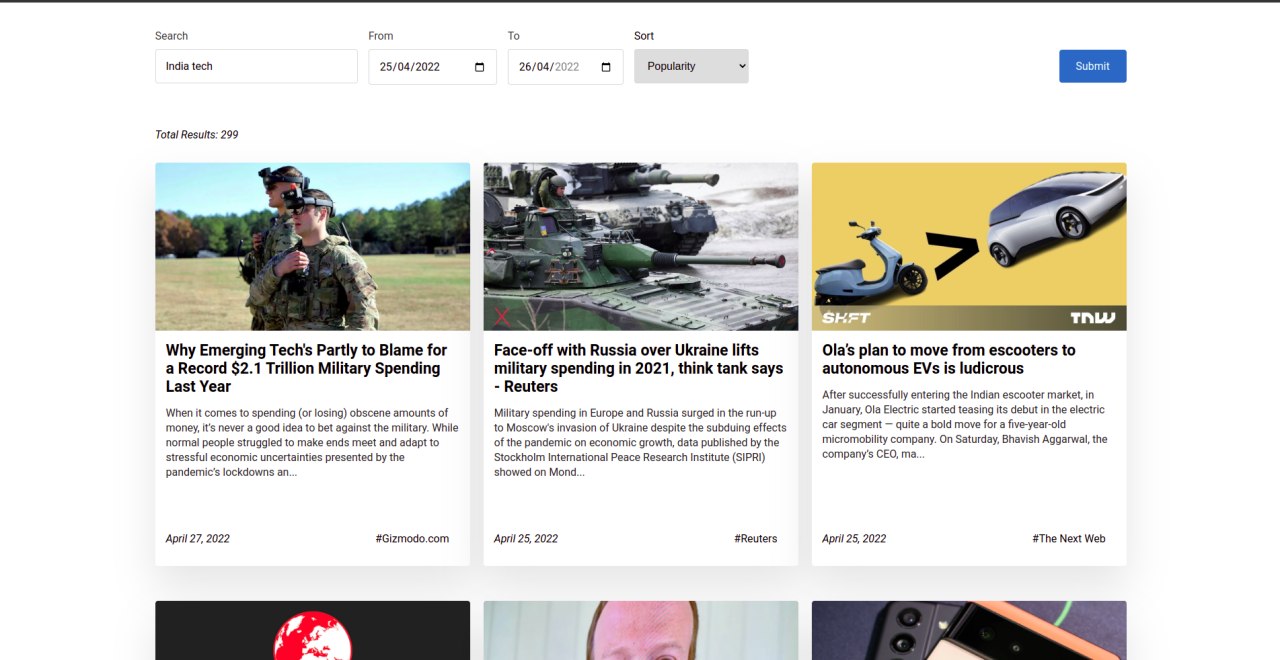 Search
From
To
Sort
India tech
25/04/2022
26/04/2022
Popularity
Submit
Total Results: 299
SHIFT
TNW
Why Emerging Tech's Partly to Blame for
a Record $2.1 Trillion Military Spending
Last Year
When it comes to spending (or losing) obscene amounts of
money, it's never a good idea to bet against the military. While
normal people struggled to make ends meet and adapt to
stressful economic uncertainties presented by the
pandemic's lockdowns an...
April 27, 2022
#Gizmodo.com
Face-off with Russia over Ukraine lifts
military spending in 2021, think tank says
- Reuters
Military spending in Europe and Russia surged in the run-up
to Moscow's invasion of Ukraine despite the subduing effects
of the pandemic on economic growth, data published by the
Stockholm International Peace Research Institute (SIPRI)
showed on Mond...
April 25, 2022
#Reuters
Ola’s plan to move from escooters to
autonomous EVs is ludicrous
After successfully entering the Indian escooter market, in
January, Ola Electric started teasing its debut in the electric
car segment — quite a bold move for a five-year-old
micromobility company. On Saturday, Bhavish Aggarwal, the
company’s CEO, ma...
April 25, 2022
#The Next Web